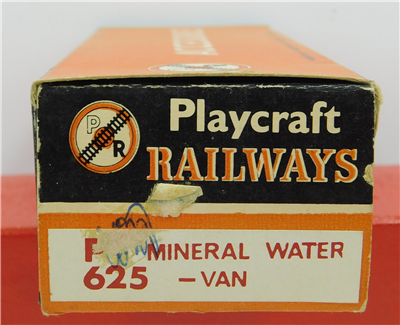 P
R
Playcraft
RAILWAYS
P MINERAL WATER
625 -VAN